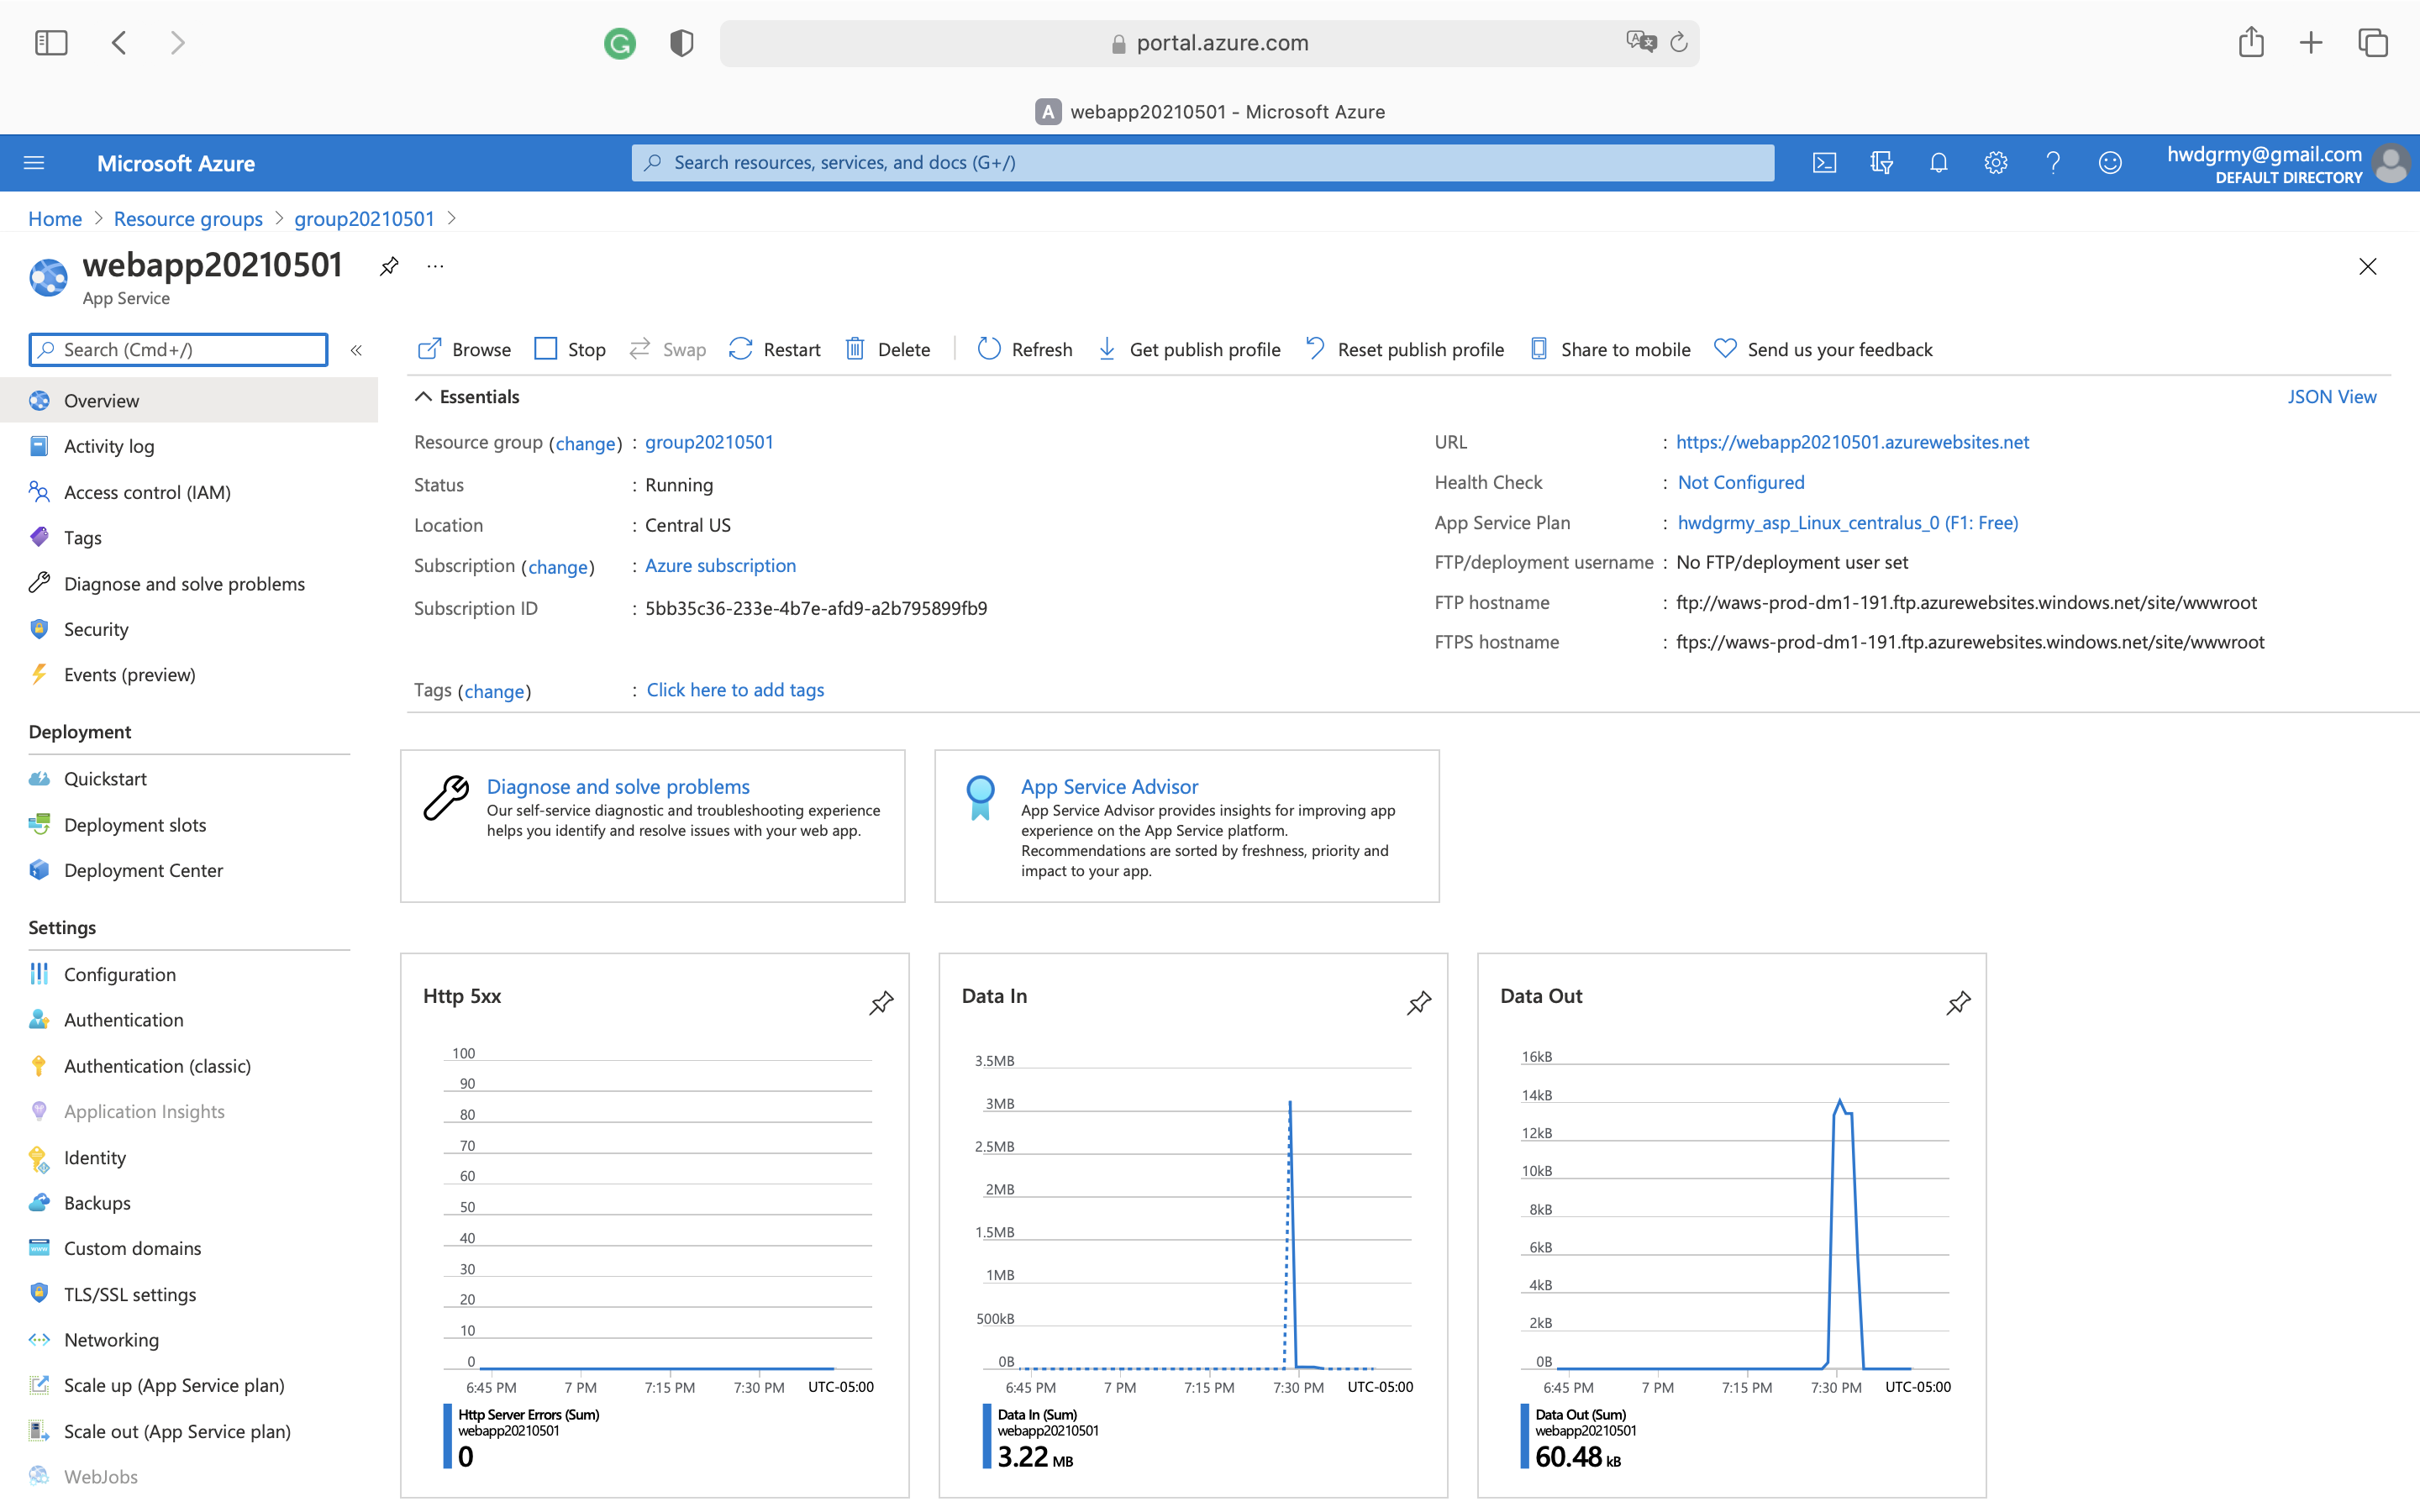 portal.azure.com
A webapp20210501 - Microsoft Azure
Microsoft Azure
Search resources, services, and docs (G+/)
hwdgrmy@gmail.com
DEFAULT DIRECTORY
Home > Resource groups > group20210501 >
webapp20210501
App Service
Search (Cmd+/)
Browse Stop Swap Restart Delete Refresh Get publish profile Reset publish profile Share to mobile Send us your feedback
Overview
Activity log
Access control (IAM)
Tags
Diagnose and solve problems
Security
Events (preview)
Deployment
Quickstart
Deployment slots
Deployment Center
Settings
Configuration
Authentication
Authentication (classic)
Application Insights
Identity
Backups
Custom domains
TLS/SSL settings
Networking
Scale up (App Service plan)
Scale out (App Service plan)
WebJobs
Essentials
JSON View
Resource group (change) : group20210501
Status : Running
Location : Central US
Subscription (change) : Azure subscription
Subscription ID : 5bb35c36-233e-4b7e-afd9-a2b795899fb9
Tags (change) : Click here to add tags
URL : https://webapp20210501.azurewebsites.net
Health Check : Not Configured
App Service Plan : hwdgrmy_asp_Linux_centralus_0 (F1: Free)
FTP/deployment username : No FTP/deployment user set
FTP hostname : ftp://waws-prod-dm1-191.ftp.azurewebsites.windows.net/site/wwwroot
FTPS hostname : ftps://waws-prod-dm1-191.ftp.azurewebsites.windows.net/site/wwwroot
Diagnose and solve problems
Our self-service diagnostic and troubleshooting experience
helps you identify and resolve issues with your web app.
App Service Advisor
App Service Advisor provides insights for improving app
experience on the App Service platform.
Recommendations are sorted by freshness, priority and
impact to your app.
Http 5xx
100
90
80
70
60
50
40
30
20
10
0
6:45 PM 7 PM 7:15 PM 7:30 PM UTC-05:00
Http Server Errors (Sum)
webapp20210501
0
Data In
3.5MB
3MB
2.5MB
2MB
1.5MB
1MB
500kB
0B
6:45 PM 7 PM 7:15 PM 7:30 PM UTC-05:00
Data In (Sum)
webapp20210501
3.22 MB
Data Out
16kB
14kB
12kB
10kB
8kB
6kB
4kB
2kB
0B
6:45 PM 7 PM 7:15 PM 7:30 PM UTC-05:00
Data Out (Sum)
webapp20210501
60.48 kB